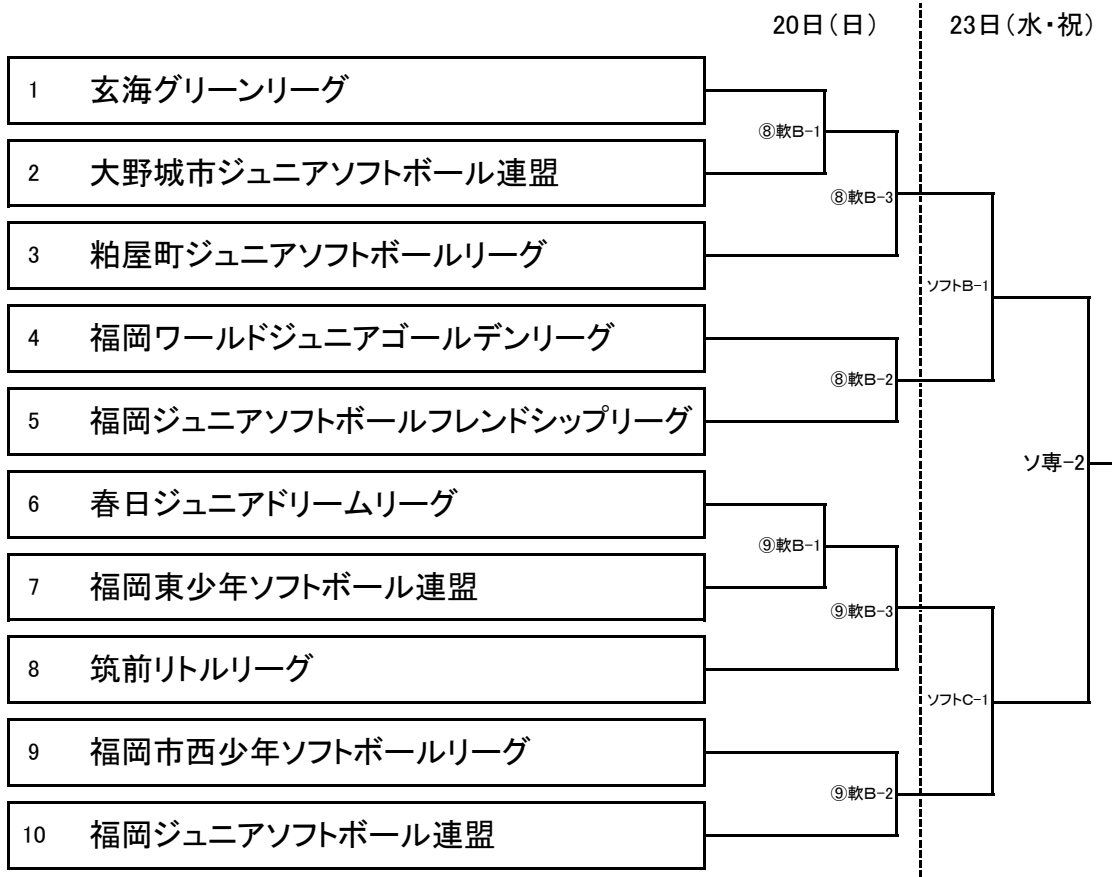 20日(日)
23日(水・祝)
1 玄海グリーンリーグ
⑧軟B-1
2 大野城市ジュニアソフトボール連盟
⑧軟B-3
3 粕屋町ジュニアソフトボールリーグ
ソフトB-1
4 福岡ワールドジュニアゴールデンリーグ
⑧軟B-2
5 福岡ジュニアソフトボールフレンドシップリーグ
ソ専-2
6 春日ジュニアドリームリーグ
⑨軟B-1
7 福岡東少年ソフトボール連盟
⑨軟B-3
8 筑前リトルリーグ
ソフトC-1
9 福岡市西少年ソフトボールリーグ
⑨軟B-2
10 福岡ジュニアソフトボール連盟